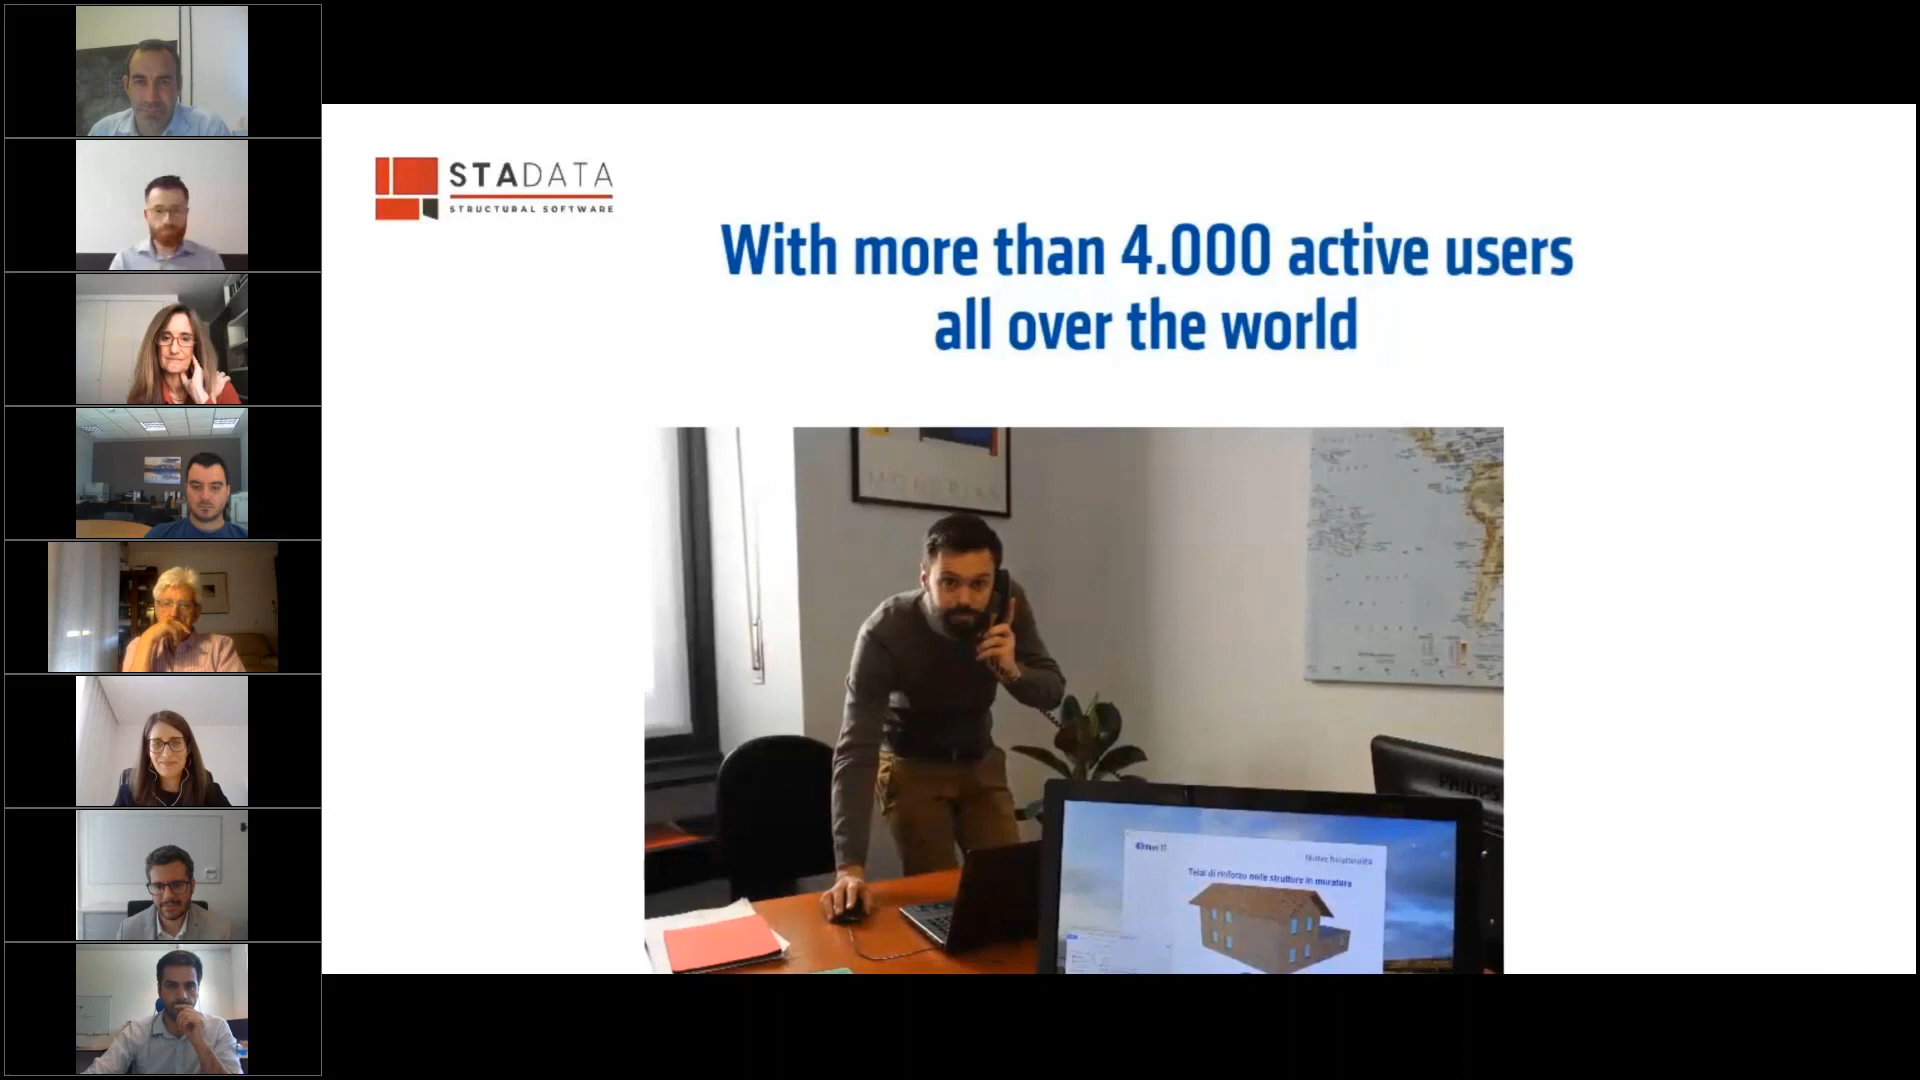 STADATA
STRUCTURAL SOFTWARE
With more than 4.000 active users
all over the world
PHILIPS
Telai di rinforzo nelle strutture in muratura